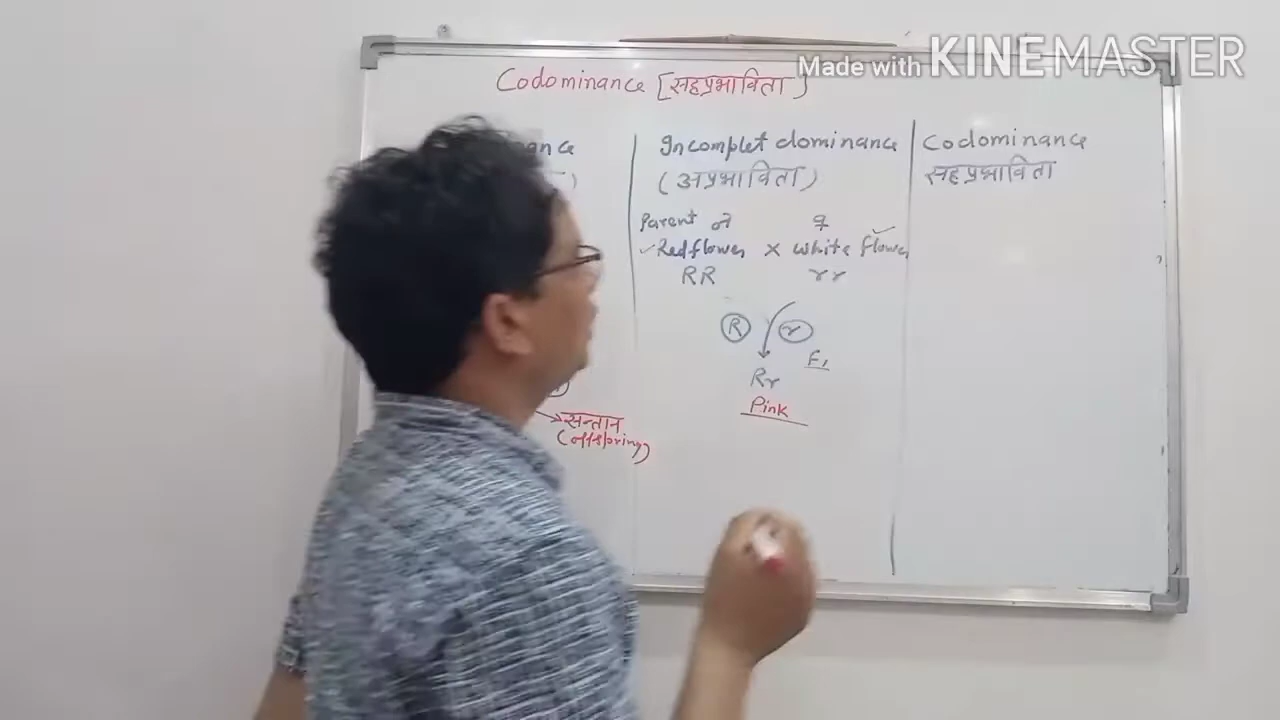 Made with KINEMASTER
Codominance [सहप्रभाविता)
Incomplet dominance
(अप्रभाविता)
Parent ♂ ♀
✓Redflower × white flower
RR rr
R r
F1
Rr
Pink
सन्तान
(offspring)
Codominance
सहप्रभाविता